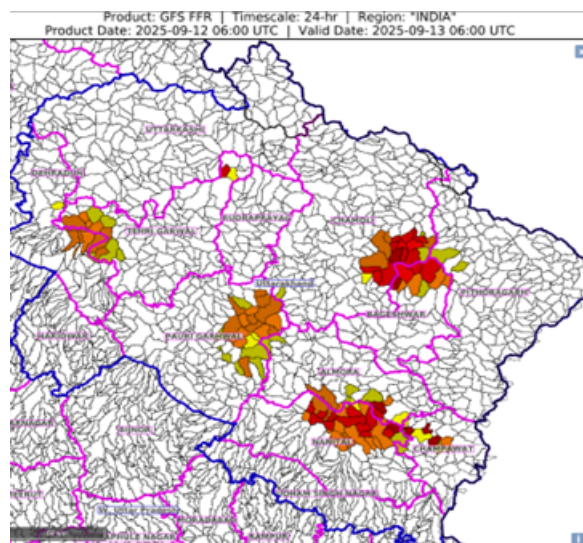 Product: GFS FFR | Timescale: 24-hr | Region: "INDIA"
Product Date: 2025-09-12 06:00 UTC | Valid Date: 2025-09-13 06:00 UTC
UTTARKASHI
DEHRADUN
RUDRAPRAYAG
CHAMOLI
TEHRI GARWAL
Uttarakhand
PITHORAGARH
BAGESHWAR
HARIDWAR
PAURI GARHWAL
ALMORA
BIJNOR
NAINITAL
CHAMPAWAT
UDHAM SINGH NAGAR
MORADABAD
RAMPUR